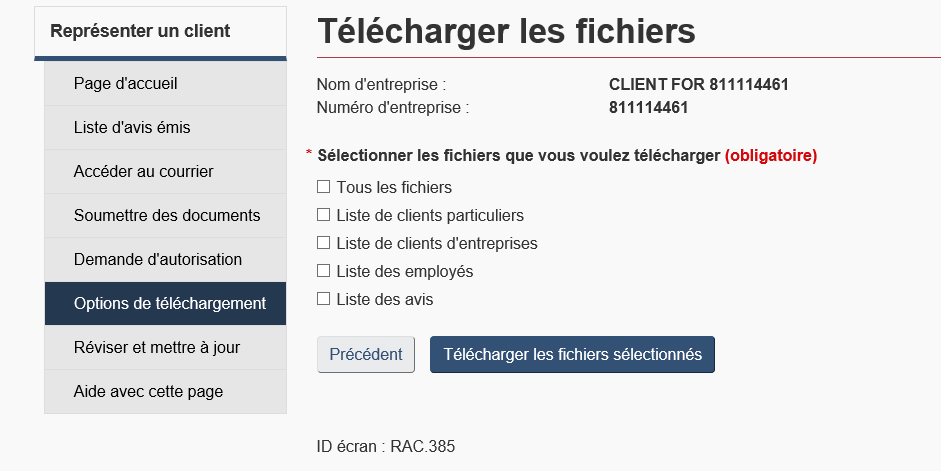 Représenter un client
Page d'accueil
Liste d'avis émis
Accéder au courrier
Soumettre des documents
Demande d'autorisation
Options de téléchargement
Réviser et mettre à jour
Aide avec cette page
Télécharger les fichiers
Nom d'entreprise : CLIENT FOR 811114461
Numéro d'entreprise : 811114461
* Sélectionner les fichiers que vous voulez télécharger (obligatoire)
Tous les fichiers
Liste de clients particuliers
Liste de clients d'entreprises
Liste des employés
Liste des avis
Précédent Télécharger les fichiers sélectionnés
ID écran : RAC.385